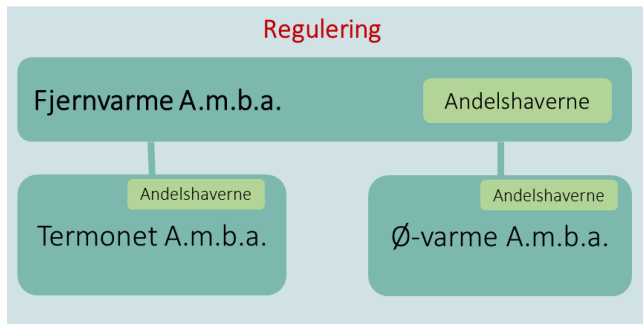 Regulering
Fjernvarme A.m.b.a.
Andelshaverne
Andelshaverne
Termonet A.m.b.a.
Andelshaverne
Ø-varme A.m.b.a.